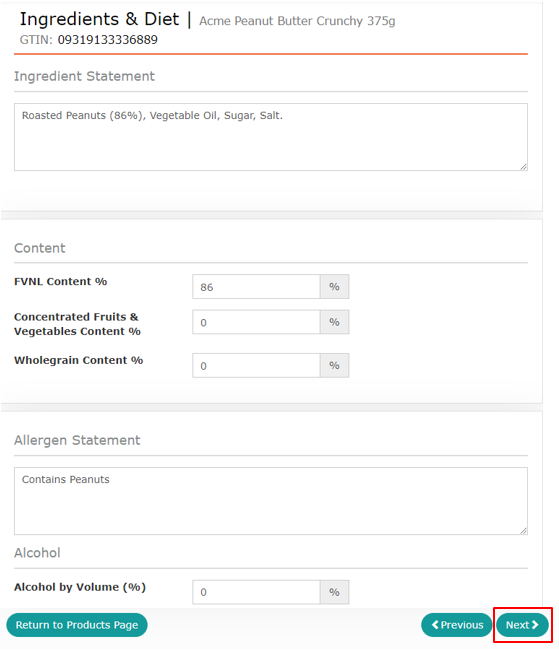 Ingredients & Diet | Acme Peanut Butter Crunchy 375g
GTIN: 09319133336889
Ingredient Statement
Roasted Peanuts (86%), Vegetable Oil, Sugar, Salt.
Content
FVNL Content %
86 %
Concentrated Fruits &
Vegetables Content %
0 %
Wholegrain Content %
0 %
Allergen Statement
Contains Peanuts
Alcohol
Alcohol by Volume (%)
0 %
Return to Products Page
Previous
Next